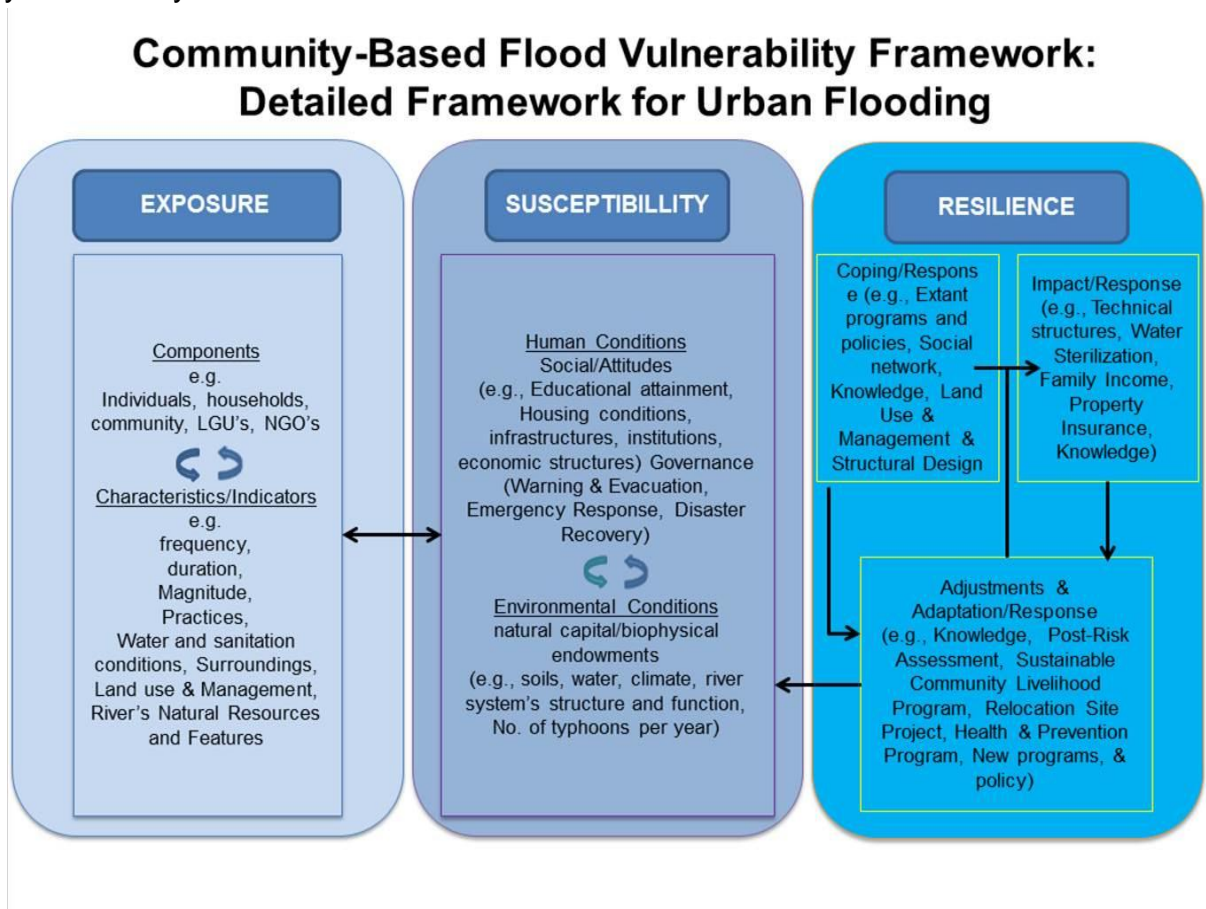 Community-Based Flood Vulnerability Framework:
Detailed Framework for Urban Flooding
EXPOSURE
Components
e.g.
Individuals, households,
community, LGU's, NGO's
Characteristics/Indicators
e.g.
frequency,
duration,
Magnitude,
Practices,
Water and sanitation
conditions, Surroundings,
Land use & Management,
River's Natural Resources
and Features
SUSCEPTIBILLITY
Human Conditions
Social/Attitudes
(e.g., Educational attainment,
Housing conditions,
infrastructures, institutions,
economic structures) Governance
(Warning & Evacuation,
Emergency Response, Disaster
Recovery)
Environmental Conditions
natural capital/biophysical
endowments
(e.g., soils, water, climate, river
system's structure and function,
No. of typhoons per year)
RESILIENCE
Coping/Respons
e (e.g., Extant
programs and
policies, Social
network,
Knowledge, Land
Use &
Management &
Structural Design
Impact/Response
(e.g., Technical
structures, Water
Sterilization,
Family Income,
Property
Insurance,
Knowledge)
Adjustments &
Adaptation/Response
(e.g., Knowledge, Post-Risk
Assessment, Sustainable
Community Livelihood
Program, Relocation Site
Project, Health & Prevention
Program, New programs, &
policy)